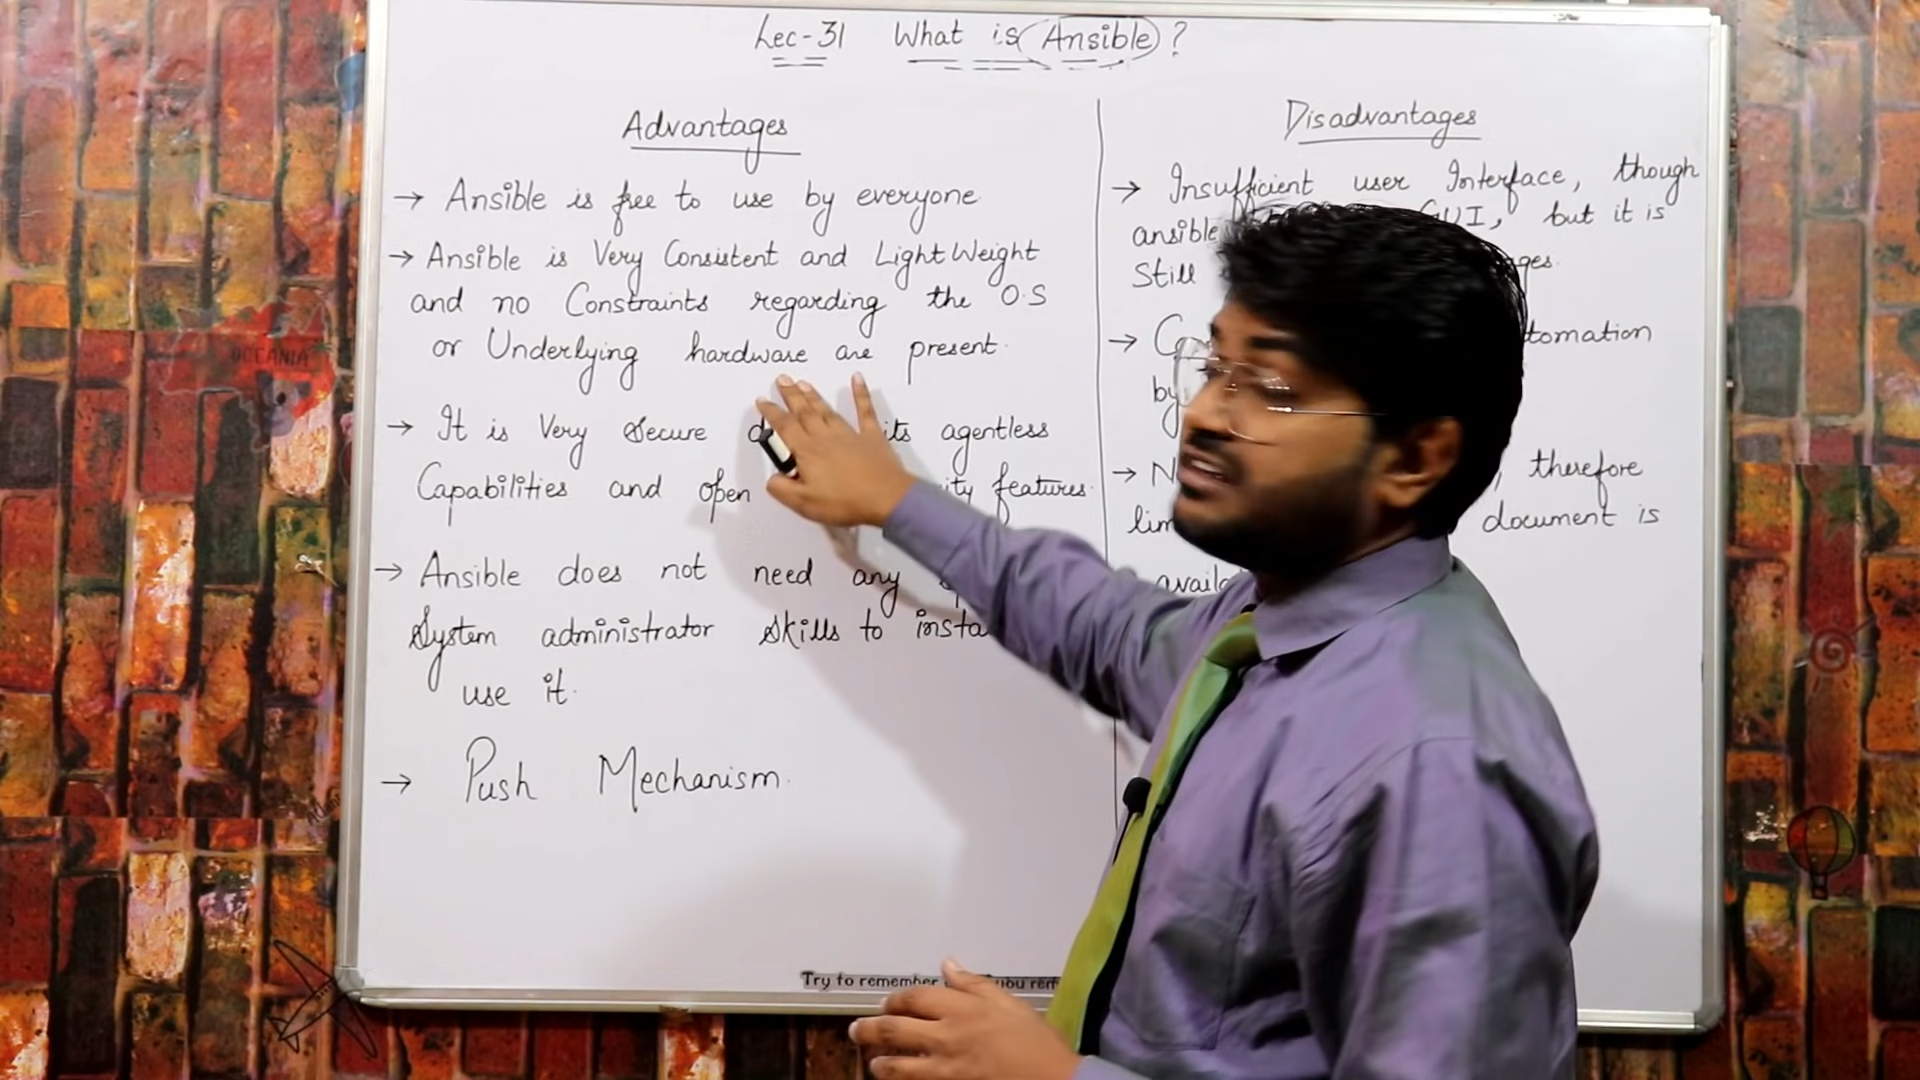 Lec-31 What is Ansible ?
Advantages
→ Ansible is free to use by everyone.
→ Ansible is Very Consistent and LightWeight
and no Constraints regarding the O.S
or Underlying hardware are present.
→ It is Very Secure its agentless
Capabilities and open features.
→ Ansible does not need any
System administrator skills to
use it.
→ Push Mechanism.
Disadvantages
→ Insufficient user Interface, though
ansible GUI, but it is
Still
→
by
→ , therefore
document is
Try to remember
OCEANIA